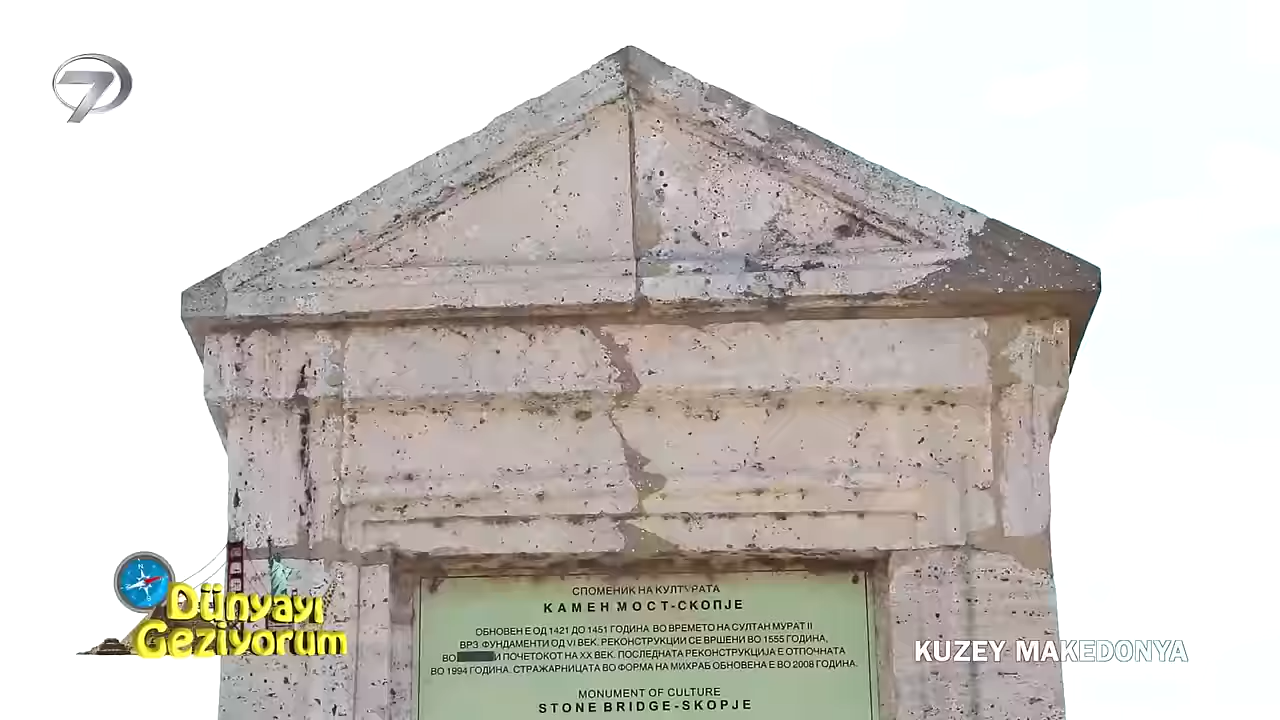 7
СПОМЕНИК НА КУЛТУРАТА
КАМЕН МОСТ-СКОПЈЕ
ОБНОВЕН Е ОД 1421 ДО 1451 ГОДИНА ВО ВРЕМЕТО НА СУЛТАН МУРАТ II
ВРЗ ФУНДАМЕНТИ ОД VI ВЕК. РЕКОНСТРУКЦИИ СЕ ВРШЕНИ ВО 1555 ГОДИНА,
ВО И ПОЧЕТОКОТ НА XX ВЕК. ПОСЛЕДНАТА РЕКОНСТРУКЦИЈА Е ОТПОЧНАТА
ВО 1994 ГОДИНА. СТРАЖАРНИЦАТА ВО ФОРМА НА МИХРАБ ОБНОВЕНА Е ВО 2008 ГОДИНА.
MONUMENT OF CULTURE
STONE BRIDGE-SKOPJE
Dünyayı
Geziyorum
KUZEY MAKEDONYA